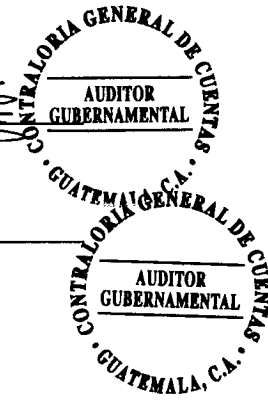 CONTRALORIA GENERAL DE CUENTAS
AUDITOR
GUBERNAMENTAL
• GUATEMALA, C.A. •
CONTRALORIA GENERAL DE CUENTAS
AUDITOR
GUBERNAMENTAL
• GUATEMALA, C.A. •